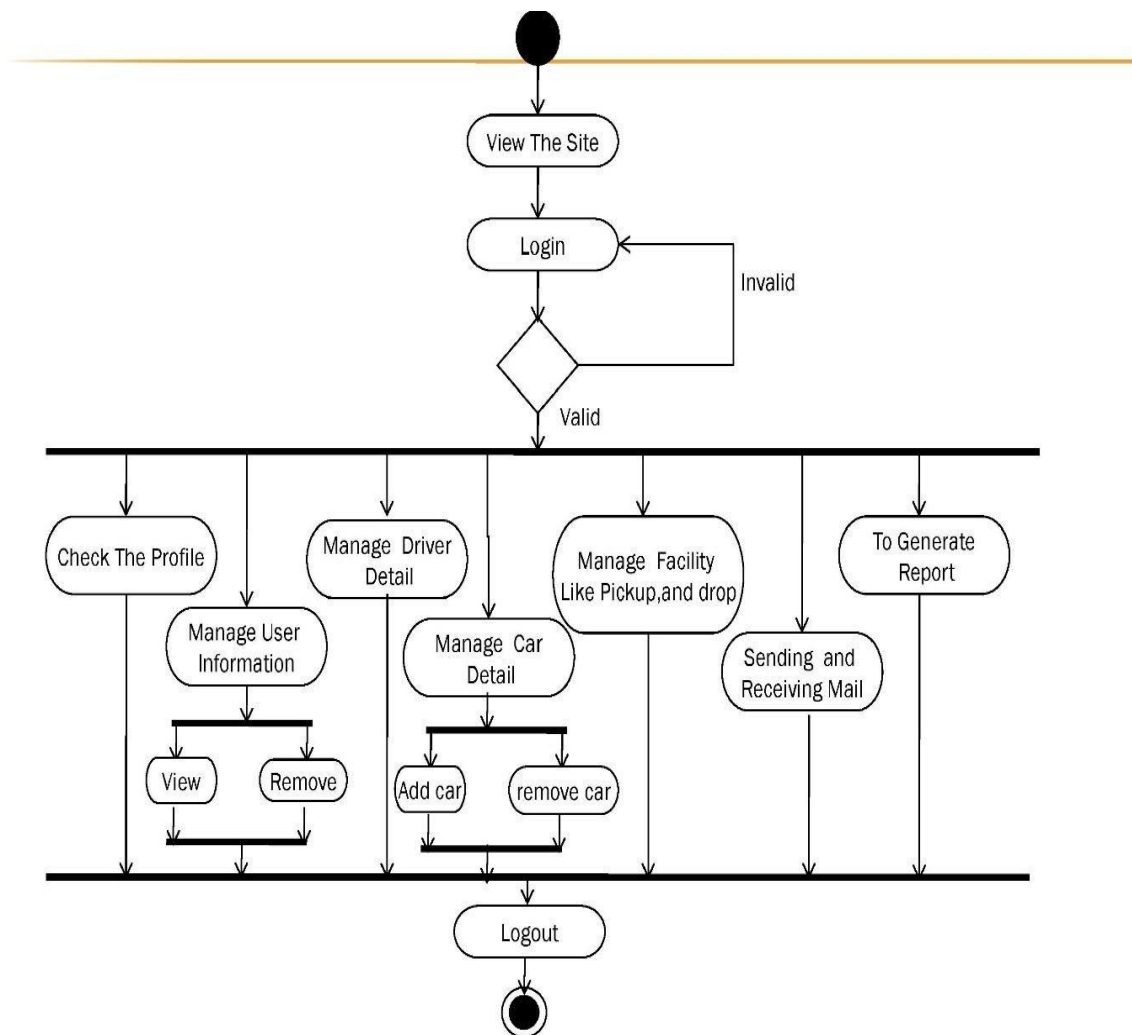 View The Site
Login
Invalid
Valid
Check The Profile
Manage User
Information
Manage Driver
Detail
Manage Car
Detail
Manage Facility
Like Pickup,and drop
Sending and
Receiving Mail
To Generate
Report
View
Remove
Add car
remove car
Logout